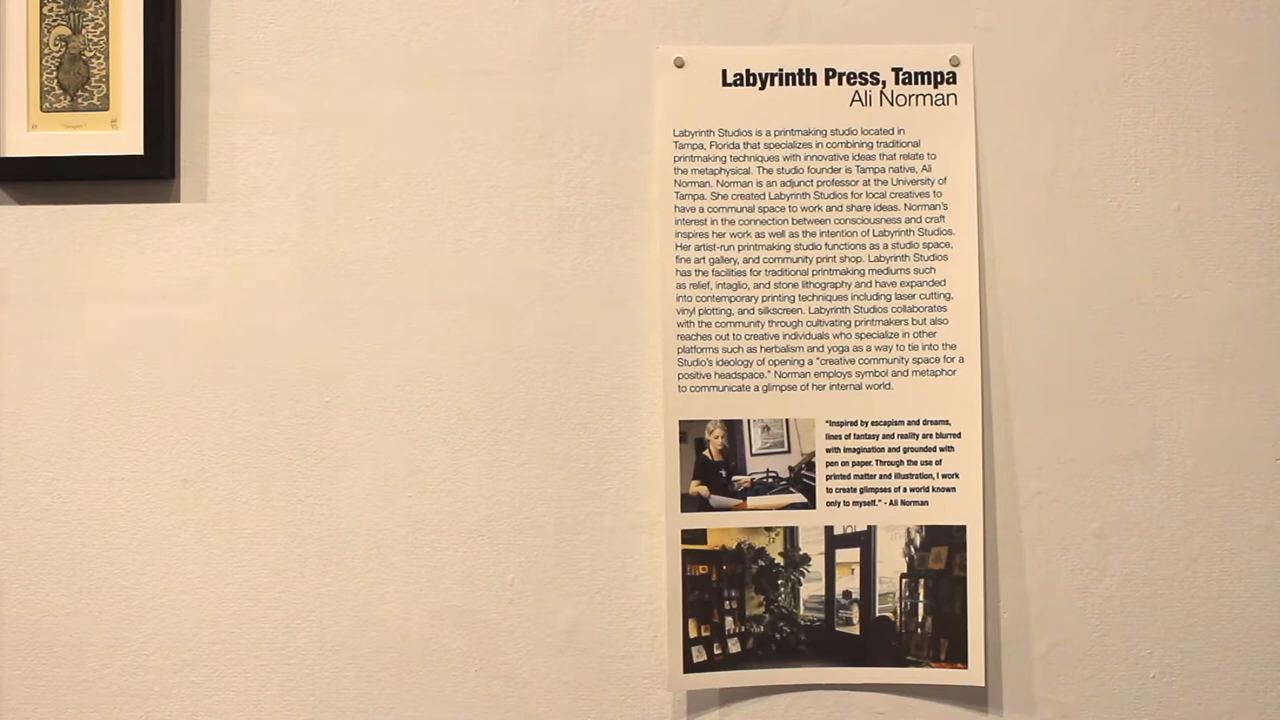 Labyrinth Press, Tampa
Ali Norman
Labyrinth Studios is a printmaking studio located in
Tampa, Florida that specializes in combining traditional
printmaking techniques with innovative ideas that relate to
the metaphysical. The studio founder is Tampa native, Ali
Norman. Norman is an adjunct professor at the University of
Tampa. She created Labyrinth Studios for local creatives to
have a communal space to work and share ideas. Norman's
interest in the connection between consciousness and craft
inspires her work as well as the intention of Labyrinth Studios.
Her artist-run printmaking studio functions as a studio space,
fine art gallery, and community print shop. Labyrinth Studios
has the facilities for traditional printmaking mediums such
as relief, intaglio, and stone lithography and have expanded
into contemporary printing techniques including laser cutting,
vinyl plotting, and silkscreen. Labyrinth Studios collaborates
with the community through cultivating printmakers but also
reaches out to creative individuals who specialize in other
platforms such as herbalism and yoga as a way to tie into the
Studio's ideology of opening a "creative community space for a
positive headspace." Norman employs symbol and metaphor
to communicate a glimpse of her internal world.
"Inspired by escapism and dreams,
lines of fantasy and reality are blurred
with imagination and grounded with
pen on paper. Through the use of
printed matter and illustration, I work
to create glimpses of a world known
only to myself." - Ali Norman